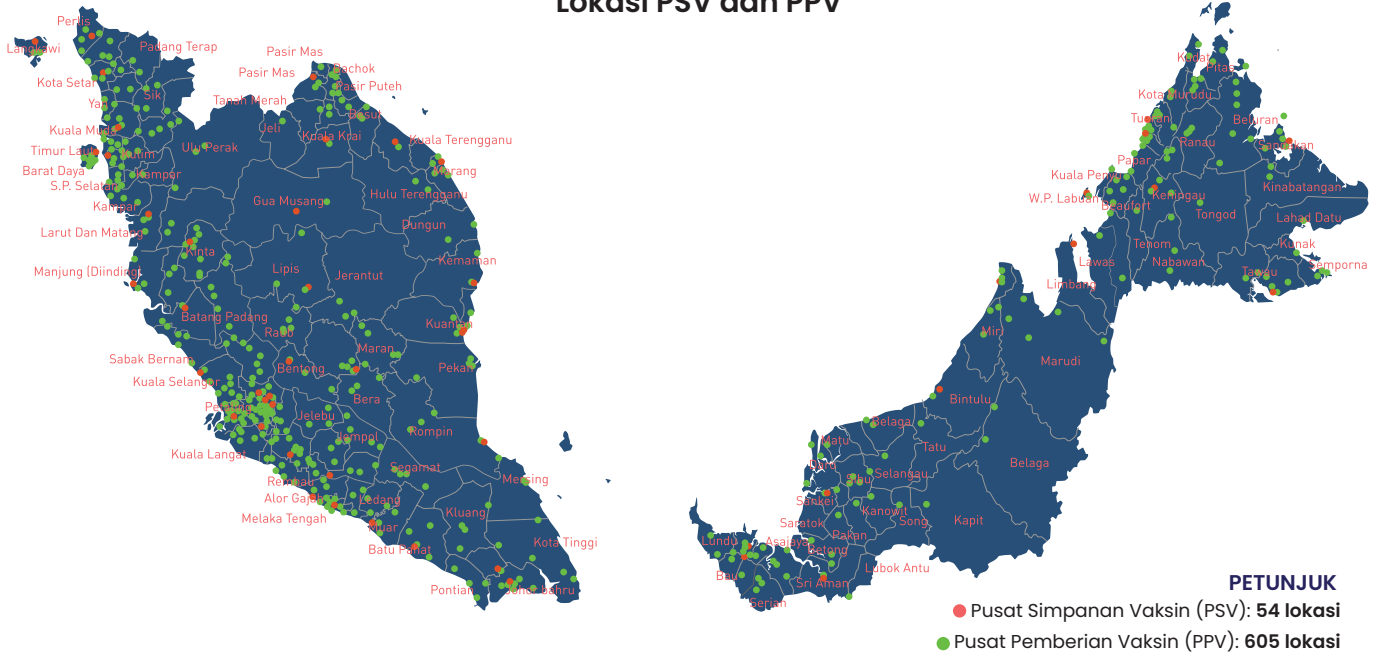 Lokasi PSV dan PPV
Perlis
Langkawi
Padang Terap
Kota Setar
Yan
Sik
Kuala Muda
Timur Laut
Kulim
Barat Daya
S.P. Selatan
Kampar
Ulu Perak
Larut Dan Matang
Kinta
Manjung (Diinding)
Batang Padang
Pasir Mas
Pasir Mas
Bachok
Pasir Puteh
Tanah Merah
Besut
Jeli
Kuala Krai
Kuala Terengganu
Marang
Hulu Terengganu
Gua Musang
Dungun
Kemaman
Lipis
Jerantut
Raub
Kuantan
Maran
Sabak Bernam
Bentong
Pekan
Kuala Selangor
Bera
Jelebu
Rompin
Jempol
Kuala Langat
Segamat
Rembau
Mersing
Alor Gajah
Ledang
Melaka Tengah
Muar
Kluang
Batu Pahat
Kota Tinggi
Pontian
Johor Bahru
Kudat
Pitas
Kota Marudu
Tuaran
Beluran
Ranau
Sandakan
Papar
Kuala Penyu
Kinabatangan
W.P. Labuan
Beaufort
Keningau
Tongod
Lahad Datu
Tenom
Kunak
Lawas
Nabawan
Tawau
Semporna
Limbang
Miri
Marudi
Bintulu
Belaga
Matu
Tatu
Daro
Sibu
Selangau
Belaga
Sarikei
Kanowit
Saratok
Song
Kapit
Pakan
Lundu
Asajaya
Betong
Lubok Antu
Bau
Sri Aman
Serian
PETUNJUK
Pusat Simpanan Vaksin (PSV): 54 lokasi
Pusat Pemberian Vaksin (PPV): 605 lokasi